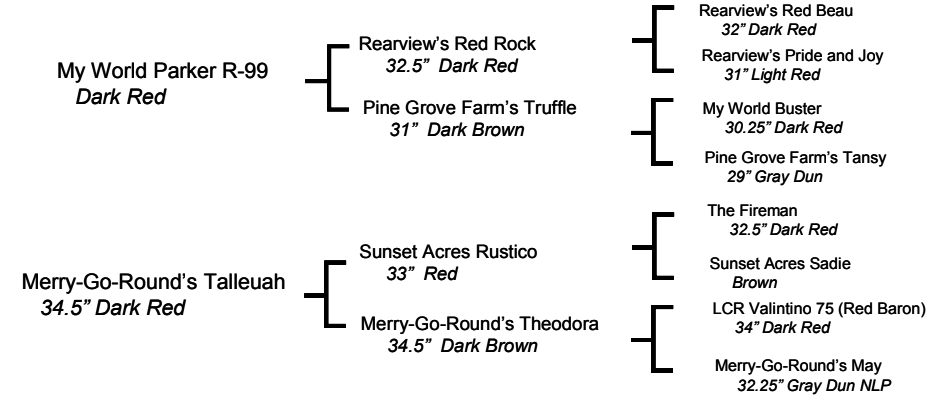 My World Parker R-99
Dark Red
Rearview's Red Rock
32.5" Dark Red
Pine Grove Farm's Truffle
31" Dark Brown
Rearview's Red Beau
32" Dark Red
Rearview's Pride and Joy
31" Light Red
My World Buster
30.25" Dark Red
Pine Grove Farm's Tansy
29" Gray Dun
Merry-Go-Round's Talleuah
34.5" Dark Red
Sunset Acres Rustico
33" Red
Merry-Go-Round's Theodora
34.5" Dark Brown
The Fireman
32.5" Dark Red
Sunset Acres Sadie
Brown
LCR Valintino 75 (Red Baron)
34" Dark Red
Merry-Go-Round's May
32.25" Gray Dun NLP